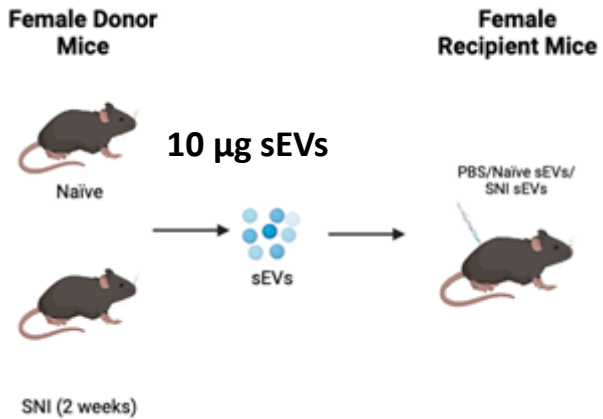 Female Donor
Mice
Female
Recipient Mice
10 µg sEVs
Naïve
PBS/Naïve sEVs/
SNI sEVs
sEVs
SNI (2 weeks)